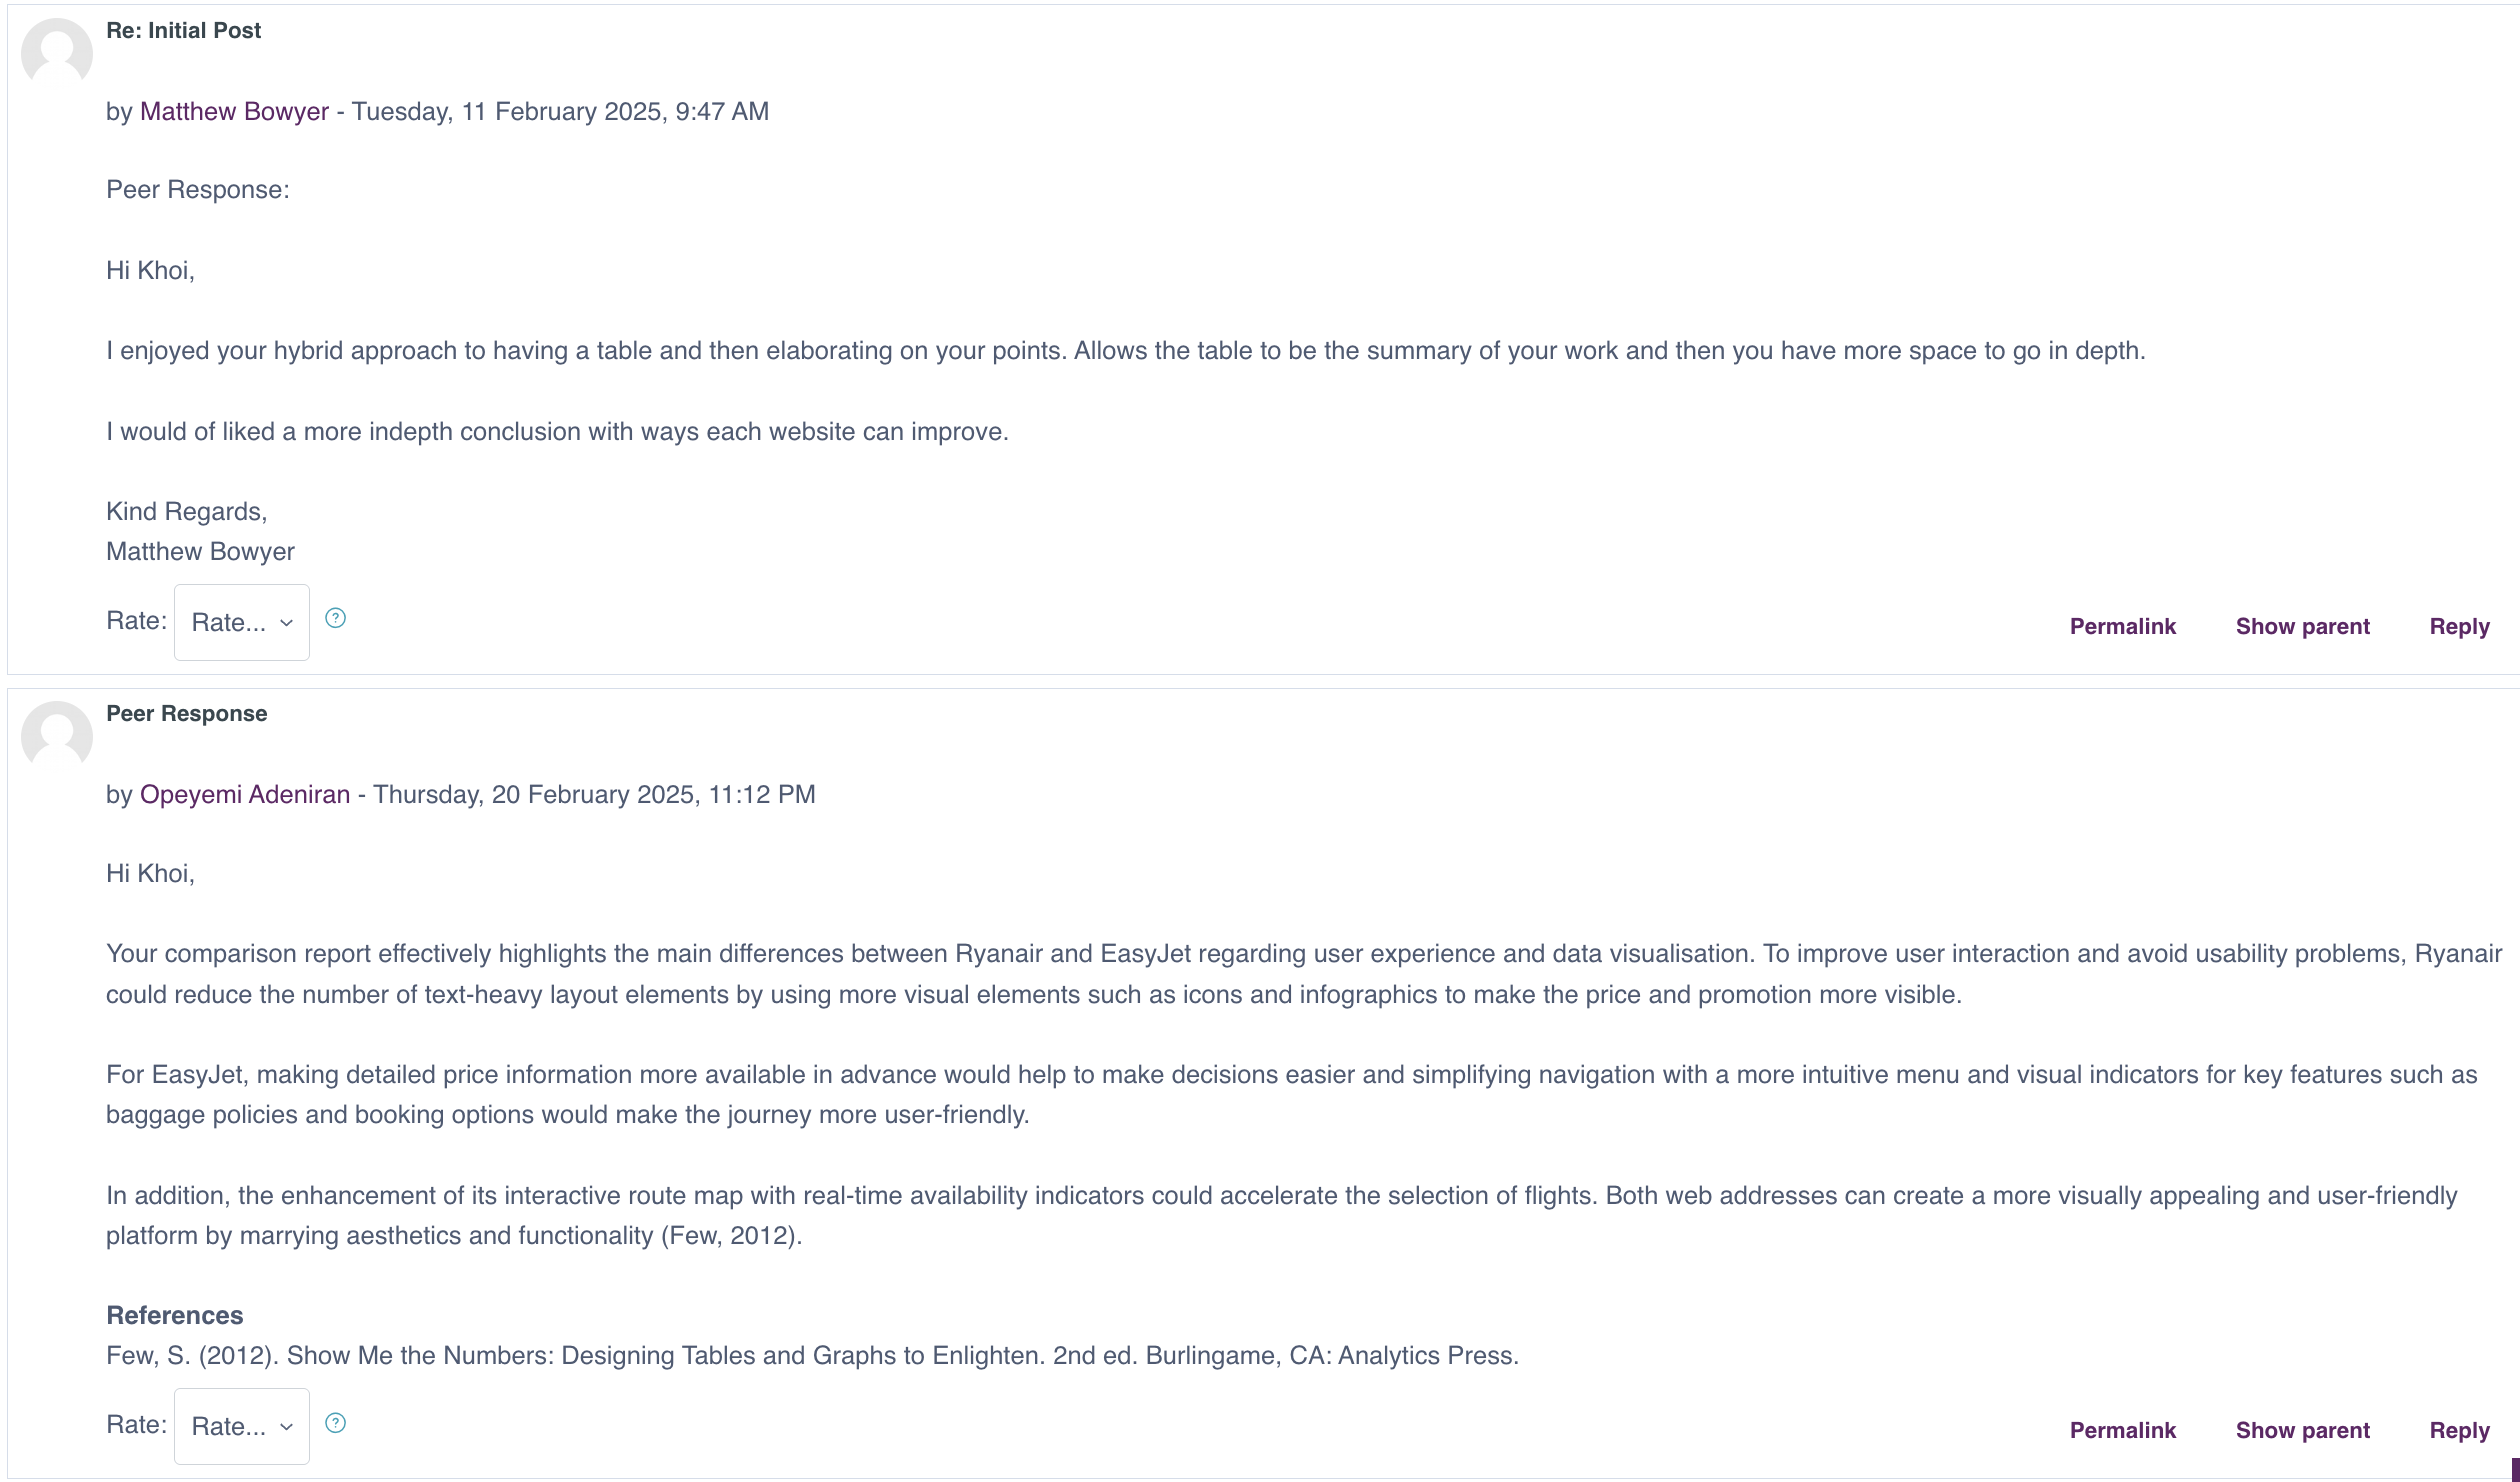 Re: Initial Post
by Matthew Bowyer - Tuesday, 11 February 2025, 9:47 AM
Peer Response:
Hi Khoi,
I enjoyed your hybrid approach to having a table and then elaborating on your points. Allows the table to be the summary of your work and then you have more space to go in depth.
I would of liked a more indepth conclusion with ways each website can improve.
Kind Regards,
Matthew Bowyer
Rate: Rate... ?
Permalink Show parent Reply
Peer Response
by Opeyemi Adeniran - Thursday, 20 February 2025, 11:12 PM
Hi Khoi,
Your comparison report effectively highlights the main differences between Ryanair and EasyJet regarding user experience and data visualisation. To improve user interaction and avoid usability problems, Ryanair
could reduce the number of text-heavy layout elements by using more visual elements such as icons and infographics to make the price and promotion more visible.
For EasyJet, making detailed price information more available in advance would help to make decisions easier and simplifying navigation with a more intuitive menu and visual indicators for key features such as
baggage policies and booking options would make the journey more user-friendly.
In addition, the enhancement of its interactive route map with real-time availability indicators could accelerate the selection of flights. Both web addresses can create a more visually appealing and user-friendly
platform by marrying aesthetics and functionality (Few, 2012).
References
Few, S. (2012). Show Me the Numbers: Designing Tables and Graphs to Enlighten. 2nd ed. Burlingame, CA: Analytics Press.
Rate: Rate... ?
Permalink Show parent Reply